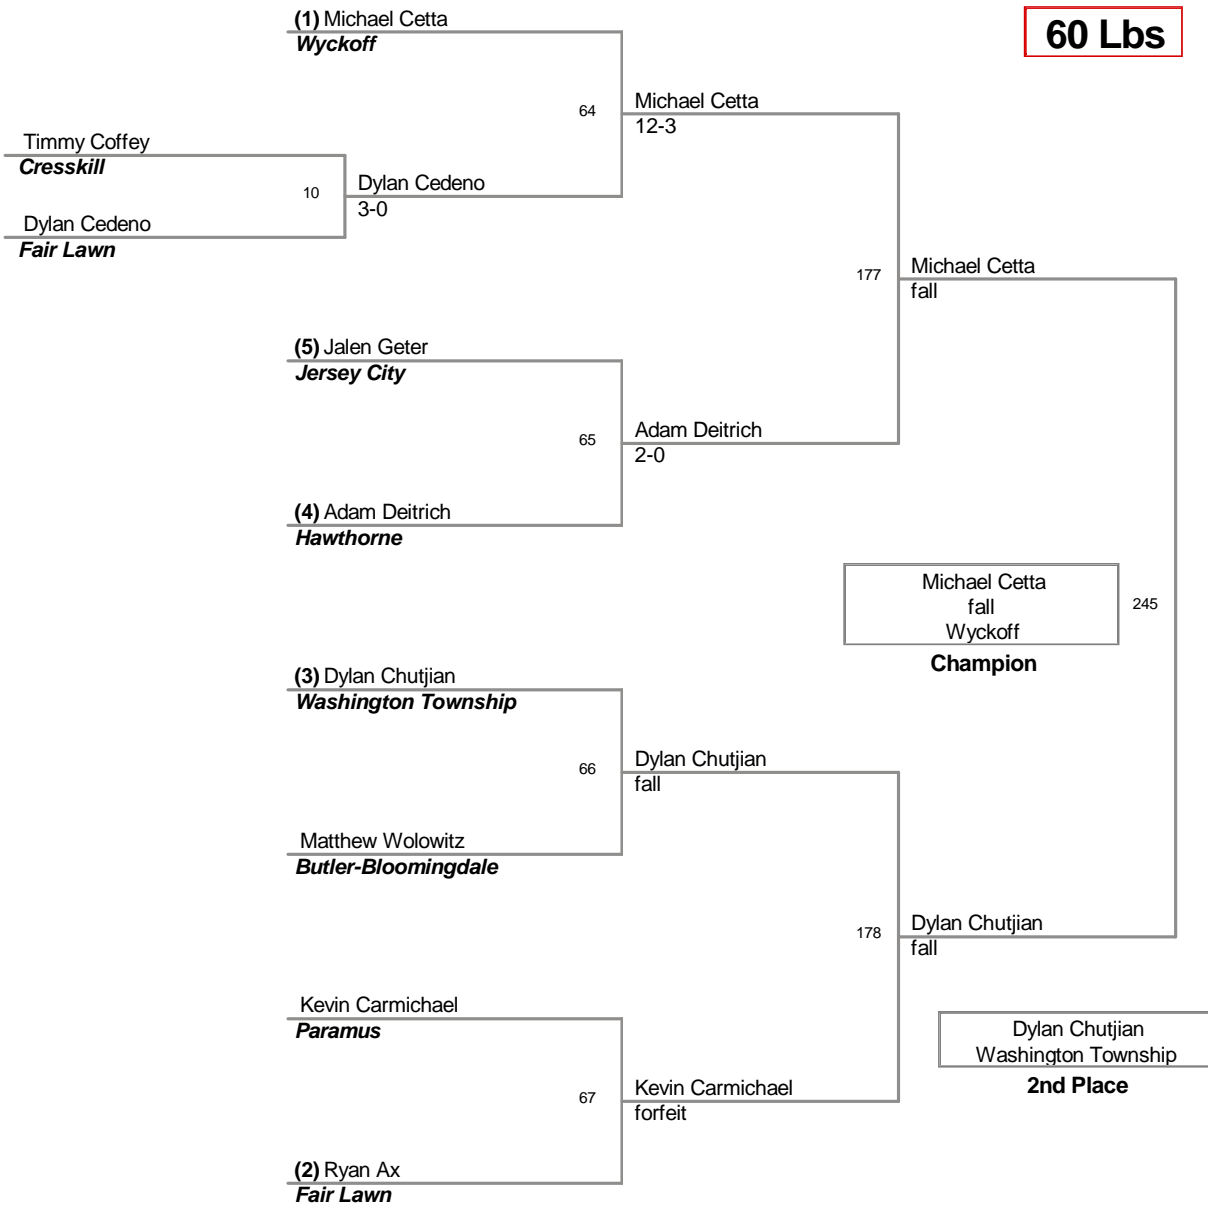 60 Lbs
(1) Michael Cetta
Wyckoff
64
Michael Cetta
12-3
Timmy Coffey
Cresskill
10
Dylan Cedeno
3-0
Dylan Cedeno
Fair Lawn
177
Michael Cetta
fall
(5) Jalen Geter
Jersey City
65
Adam Deitrich
2-0
(4) Adam Deitrich
Hawthorne
Michael Cetta
fall
Wyckoff
245
Champion
(3) Dylan Chutjian
Washington Township
66
Dylan Chutjian
fall
Matthew Wolowitz
Butler-Bloomingdale
178
Dylan Chutjian
fall
Kevin Carmichael
Paramus
Dylan Chutjian
Washington Township
2nd Place
67
Kevin Carmichael
forfeit
(2) Ryan Ax
Fair Lawn